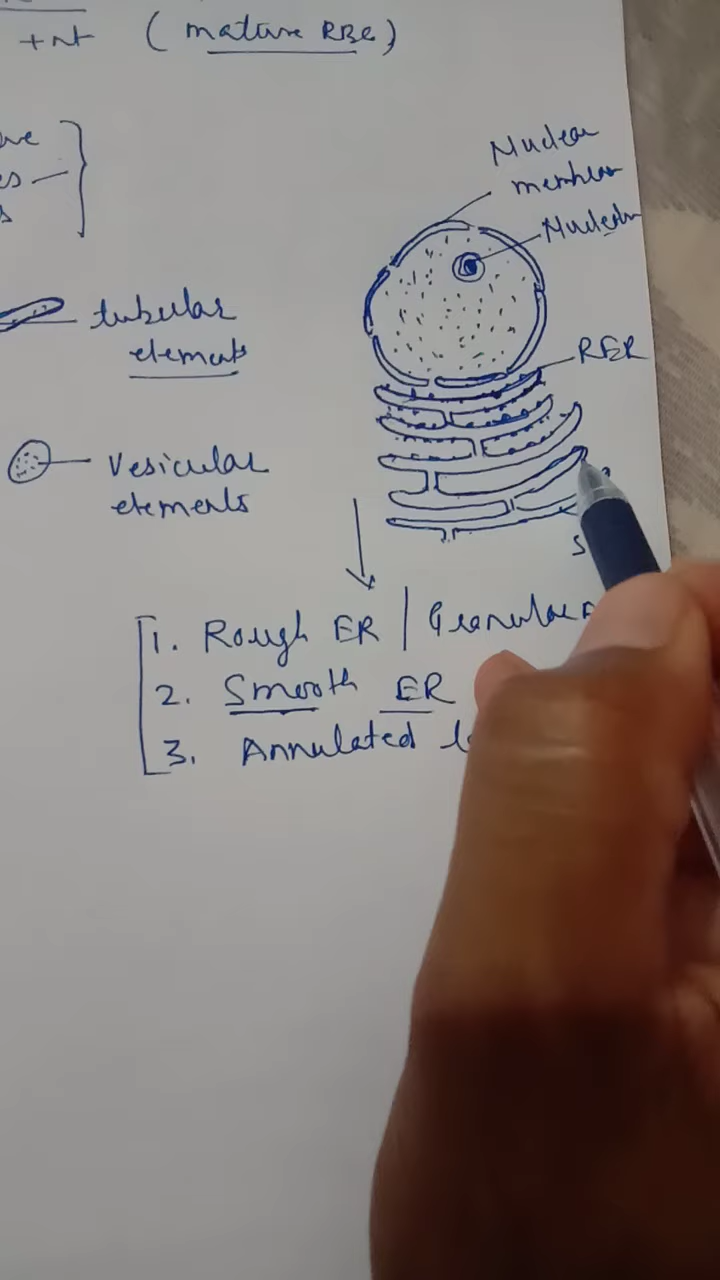 +nt (mature RBC)
Nuclear
membran
Nucleolus
tubular
elements
RER
Vesicular
elements
S
1. Rough ER | Granular
2. Smooth ER
3. Annulated